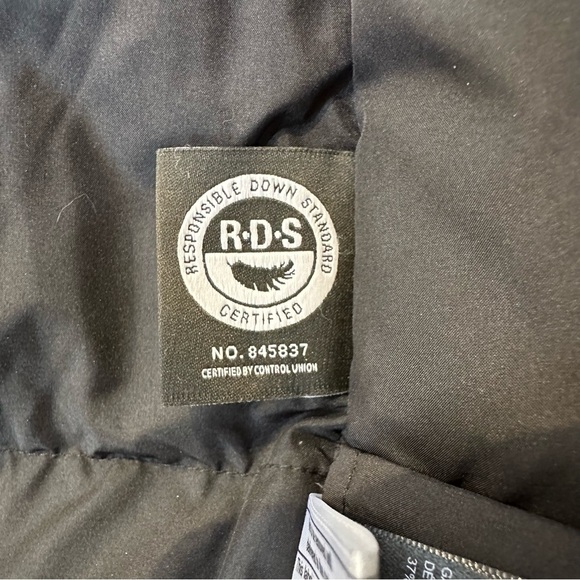 RESPONSIBLE DOWN STANDARD
R·D·S
CERTIFIED
NO. 845837
CERTIFIED BY CONTROL UNION